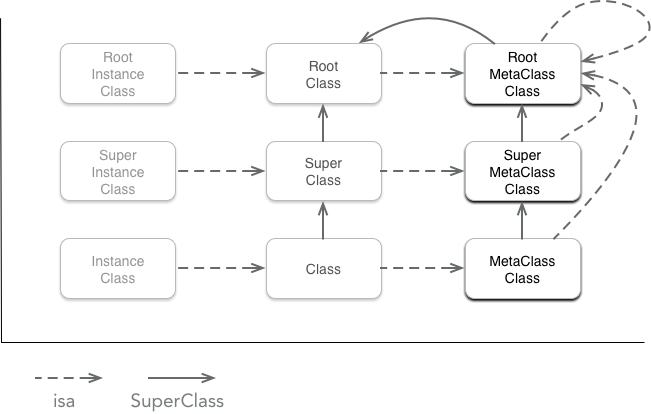 Root
Instance
Class
Root
Class
Root
MetaClass
Class
Super
Instance
Class
Super
Class
Super
MetaClass
Class
Instance
Class
Class
MetaClass
Class
isa
SuperClass